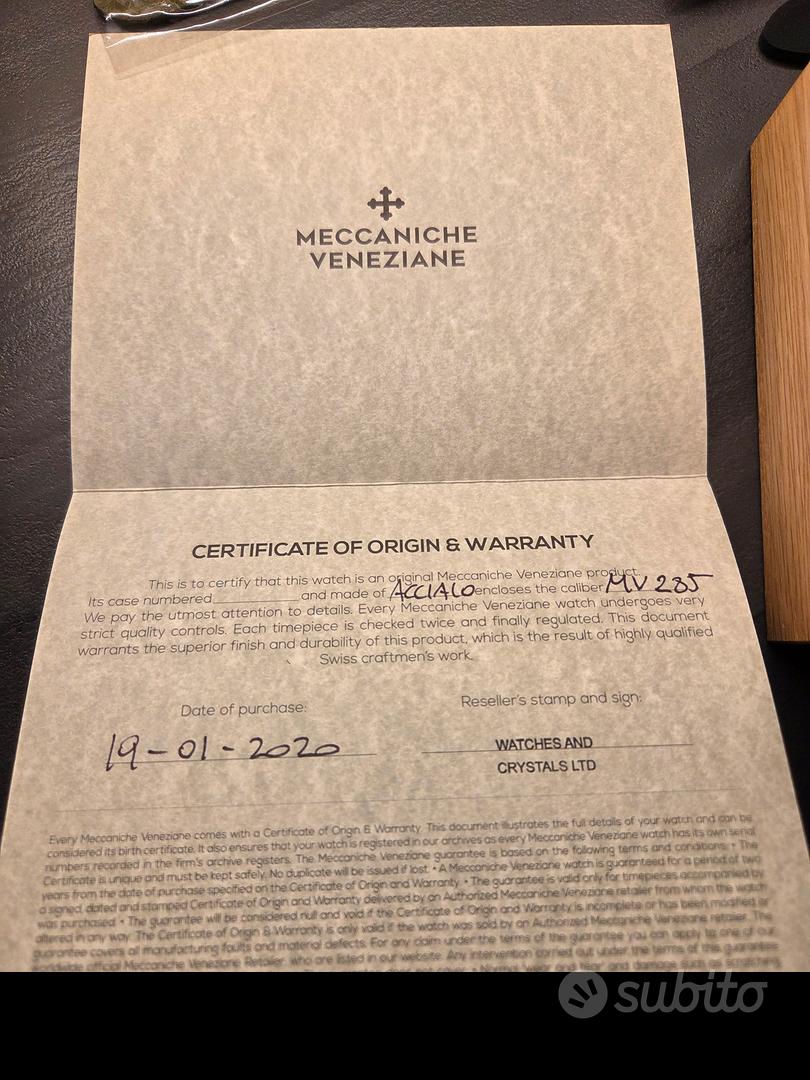 MECCANICHE
VENEZIANE
CERTIFICATE OF ORIGIN & WARRANTY
This is to certify that this watch is an original Meccaniche Veneziane product.
Its case numbered__________and made of ACCIAIO encloses the caliber MV 285
We pay the utmost attention to details. Every Meccaniche Veneziane watch undergoes very
strict quality controls. Each timepiece is checked twice and finally regulated. This document
warrants the superior finish and durability of this product, which is the result of highly qualified
Swiss craftmen's work.
Date of purchase:
Reseller's stamp and sign:
19-01-2020
WATCHES AND
CRYSTALS LTD
Every Meccaniche Veneziane comes with a Certificate of Origin & Warranty. This document illustrates the full details of your watch and can be
considered its birth certificate. It also ensures that your watch is registered in our archives as every Meccaniche Veneziane watch has its own serial
numbers recorded in the firm's archive registers. The Meccaniche Veneziane guarantee is based on the following terms and conditions: • The
Certificate is unique and must be kept safely. No duplicate will be issued if lost. • A Meccaniche Veneziane watch is guaranteed for a period of two
years from the date of purchase specified on the Certificate of Origin and Warranty. • The guarantee is valid only for timepieces accompanied by
a signed, dated and stamped Certificate of Origin and Warranty delivered by an Authorized Meccaniche Veneziane retailer from whom the watch
was purchased. • The guarantee will be considered null and void if the Certificate of Origin and Warranty is incomplete or has been modified or
altered in any way. The Certificate of Origin & Warranty is only valid if the watch was sold by an Authorized Meccaniche Veneziane retailer. The
guarantee covers all manufacturing faults and material defects. For any claim under the terms of the guarantee you can apply to one of our
worldwide official Meccaniche Veneziane Retailer, who are listed in our website. Any intervention carried out under the terms of this guarantee
does not cover: • Normal wear and tear and damage such as scratching
subito